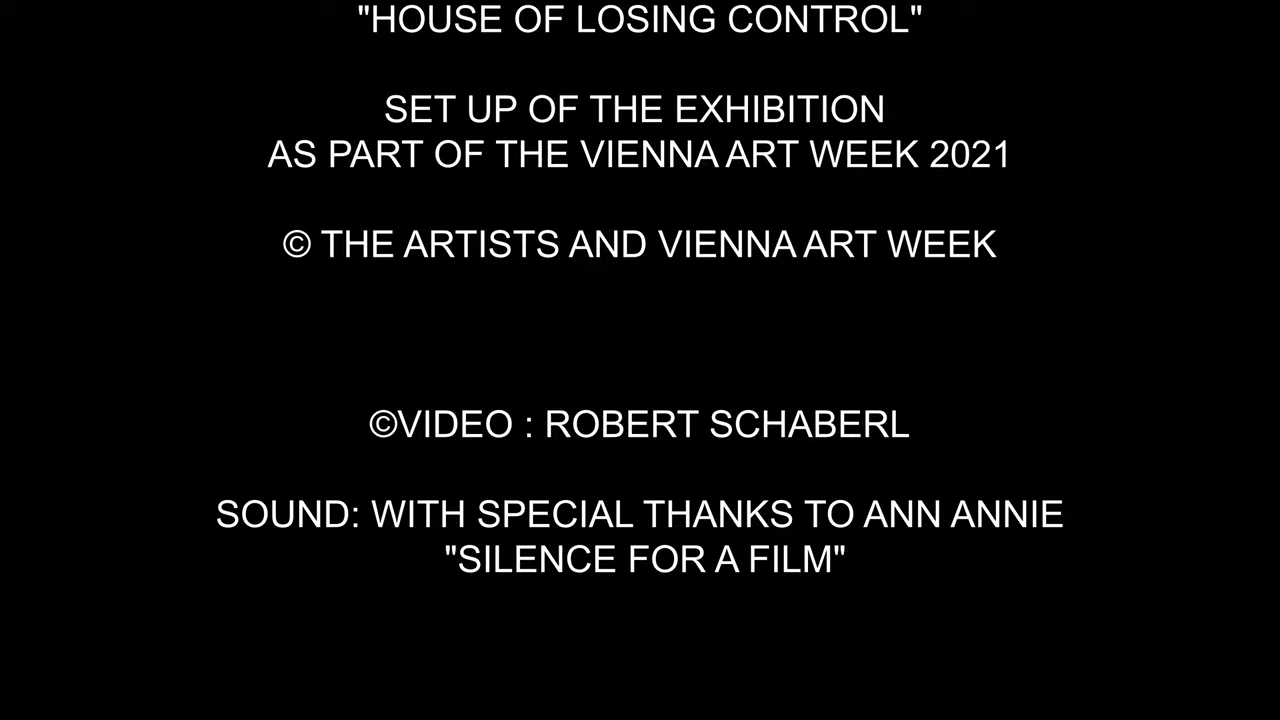 "HOUSE OF LOSING CONTROL"
SET UP OF THE EXHIBITION
AS PART OF THE VIENNA ART WEEK 2021
© THE ARTISTS AND VIENNA ART WEEK
©VIDEO : ROBERT SCHABERL
SOUND: WITH SPECIAL THANKS TO ANN ANNIE
"SILENCE FOR A FILM"